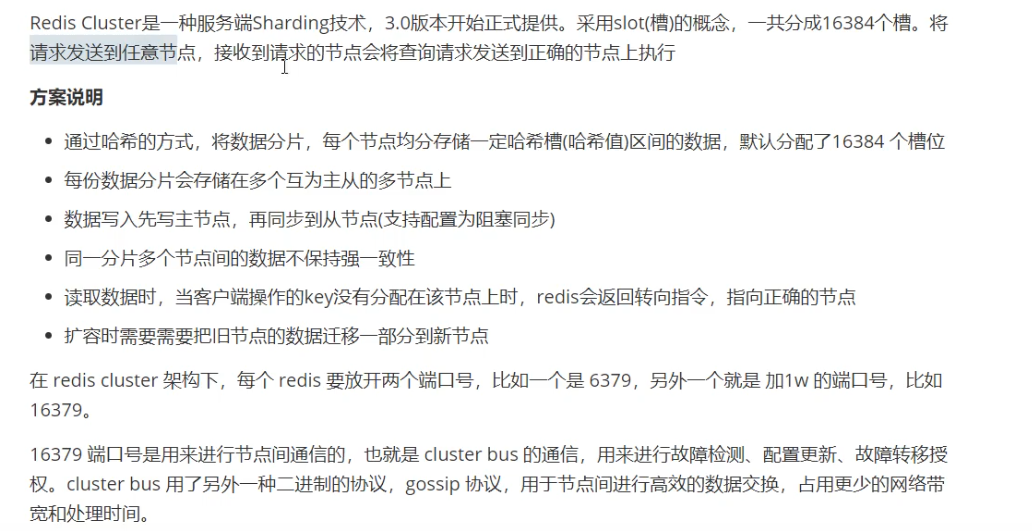 Redis Cluster是一种服务端Sharding技术，3.0版本开始正式提供。采用slot(槽)的概念，一共分成16384个槽。将
请求发送到任意节点，接收到请求的节点会将查询请求发送到正确的节点上执行
方案说明
• 通过哈希的方式，将数据分片，每个节点均分存储一定哈希槽(哈希值)区间的数据，默认分配了16384 个槽位
• 每份数据分片会存储在多个互为主从的多节点上
• 数据写入先写主节点，再同步到从节点(支持配置为阻塞同步)
• 同一分片多个节点间的数据不保持强一致性
• 读取数据时，当客户端操作的key没有分配在该节点上时，redis会返回转向指令，指向正确的节点
• 扩容时需要需要把旧节点的数据迁移一部分到新节点
在 redis cluster 架构下，每个 redis 要放开两个端口号，比如一个是 6379，另外一个就是 加1w 的端口号，比如
16379。
16379 端口号是用来进行节点间通信的，也就是 cluster bus 的通信，用来进行故障检测、配置更新、故障转移授
权。cluster bus 用了另外一种二进制的协议，gossip 协议，用于节点间进行高效的数据交换，占用更少的网络带
宽和处理时间。